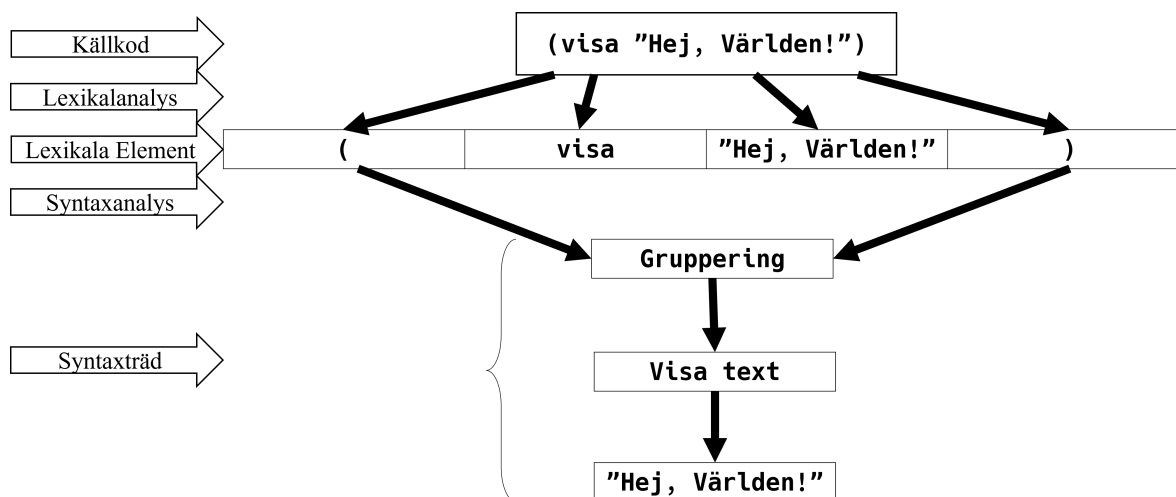 Källkod
(visa ”Hej, Världen!”)
Lexikalanalys
Lexikala Element
(
visa
”Hej, Världen!”
)
Syntaxanalys
Gruppering
Syntaxträd
Visa text
”Hej, Världen!”